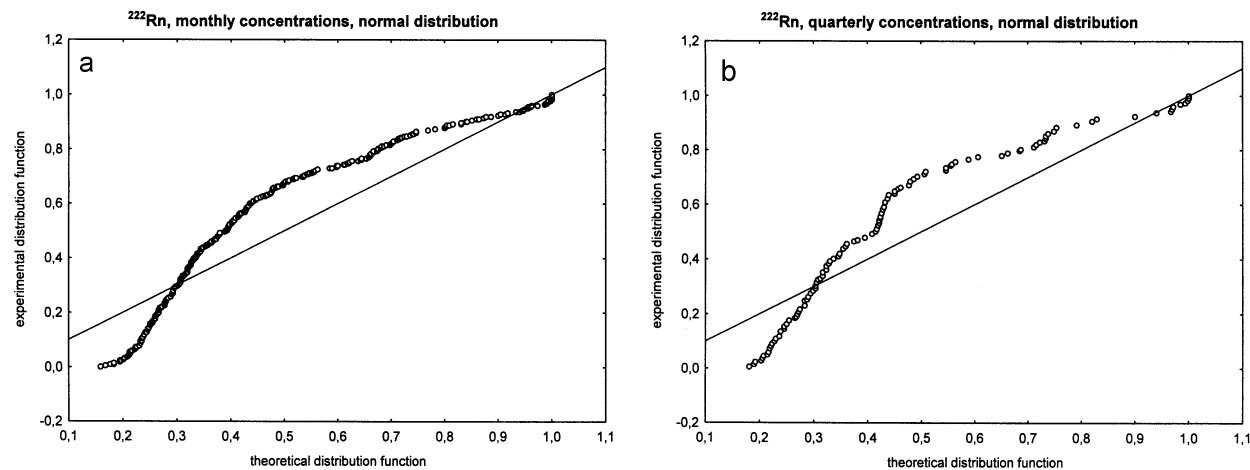 ²²²Rn, monthly concentrations, normal distribution
1,2
a
1,0
0,8
0,6
0,4
0,2
0,0
-0,2
experimental distribution function
0,1 0,2 0,3 0,4 0,5 0,6 0,7 0,8 0,9 1,0 1,1
theoretical distribution function
²²²Rn, quarterly concentrations, normal distribution
1,2
b
1,0
0,8
0,6
0,4
0,2
0,0
-0,2
experimental distribution function
0,1 0,2 0,3 0,4 0,5 0,6 0,7 0,8 0,9 1,0 1,1
theoretical distribution function